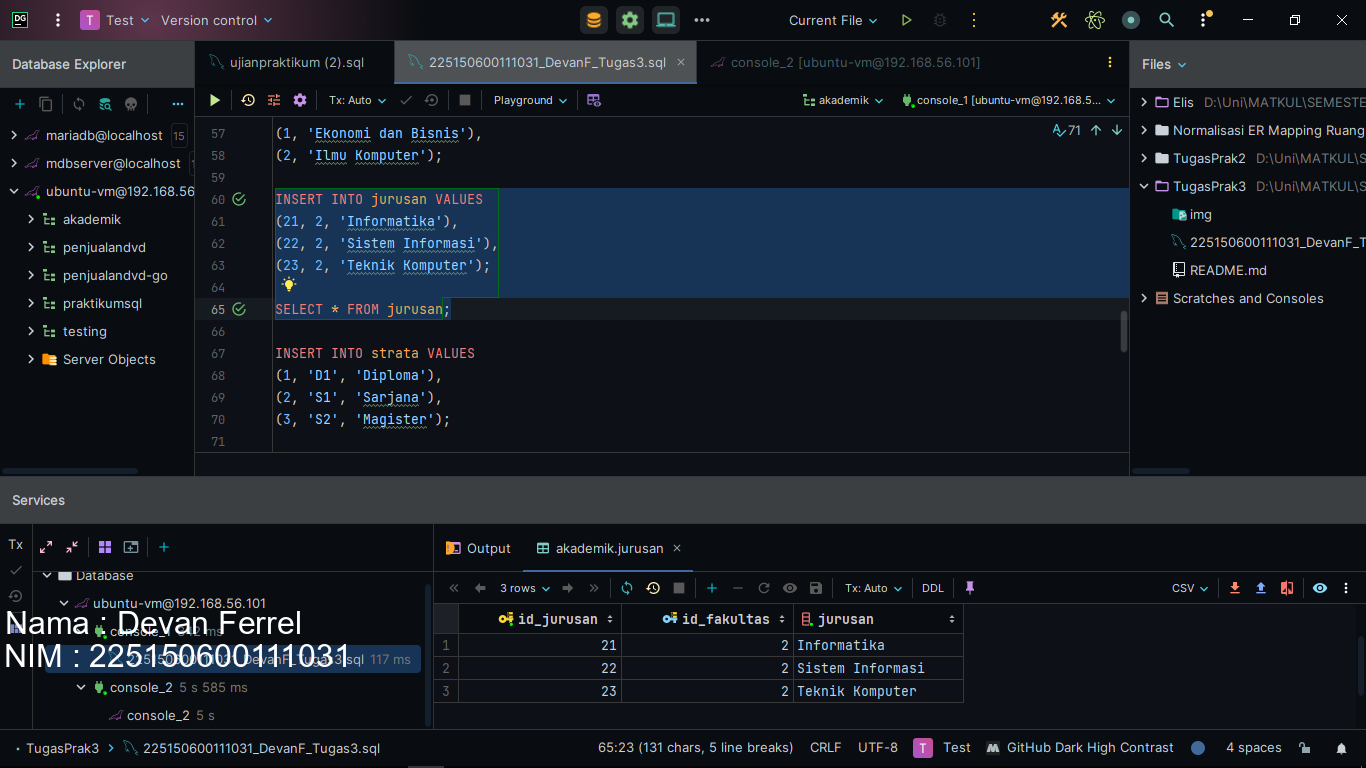 DG
T Test
Version control
Current File
Database Explorer
ujianpraktikum (2).sql
225150600111031_DevanF_Tugas3.sql
console_2 [ubuntu-vm@192.168.56.101]
Files
Tx: Auto
Playground
akademik
console_1 [ubuntu-vm@192.168.5...
mariadb@localhost 15
mdbserver@localhost
ubuntu-vm@192.168.56
akademik
penjualandvd
penjualandvd-go
praktikumsql
testing
Server Objects
71
57 (1, 'Ekonomi dan Bisnis'),
58 (2, 'Ilmu Komputer');
59
60 INSERT INTO jurusan VALUES
61 (21, 2, 'Informatika'),
62 (22, 2, 'Sistem Informasi'),
63 (23, 2, 'Teknik Komputer');
64
65 SELECT * FROM jurusan;
66
67 INSERT INTO strata VALUES
68 (1, 'D1', 'Diploma'),
69 (2, 'S1', 'Sarjana'),
70 (3, 'S2', 'Magister');
71
Elis D:\Uni\MATKUL\SEMESTE
Normalisasi ER Mapping Ruang
TugasPrak2 D:\Uni\MATKUL\S
TugasPrak3 D:\Uni\MATKUL\S
img
225150600111031_DevanF_T
README.md
Scratches and Consoles
Services
Tx
Database
ubuntu-vm@192.168.56.101
Nama : Devan Ferrel
NIM : 225150600111031
225150600111031_DevanF_Tugas3.sql 117 ms
console_2 5 s 585 ms
console_2 5 s
Output
akademik.jurusan
3 rows
Tx: Auto
DDL
CSV
id_jurusan id_fakultas jurusan
1 21 2 Informatika
2 22 2 Sistem Informasi
3 23 2 Teknik Komputer
TugasPrak3
225150600111031_DevanF_Tugas3.sql
65:23 (131 chars, 5 line breaks)
CRLF
UTF-8
T Test
GitHub Dark High Contrast
4 spaces